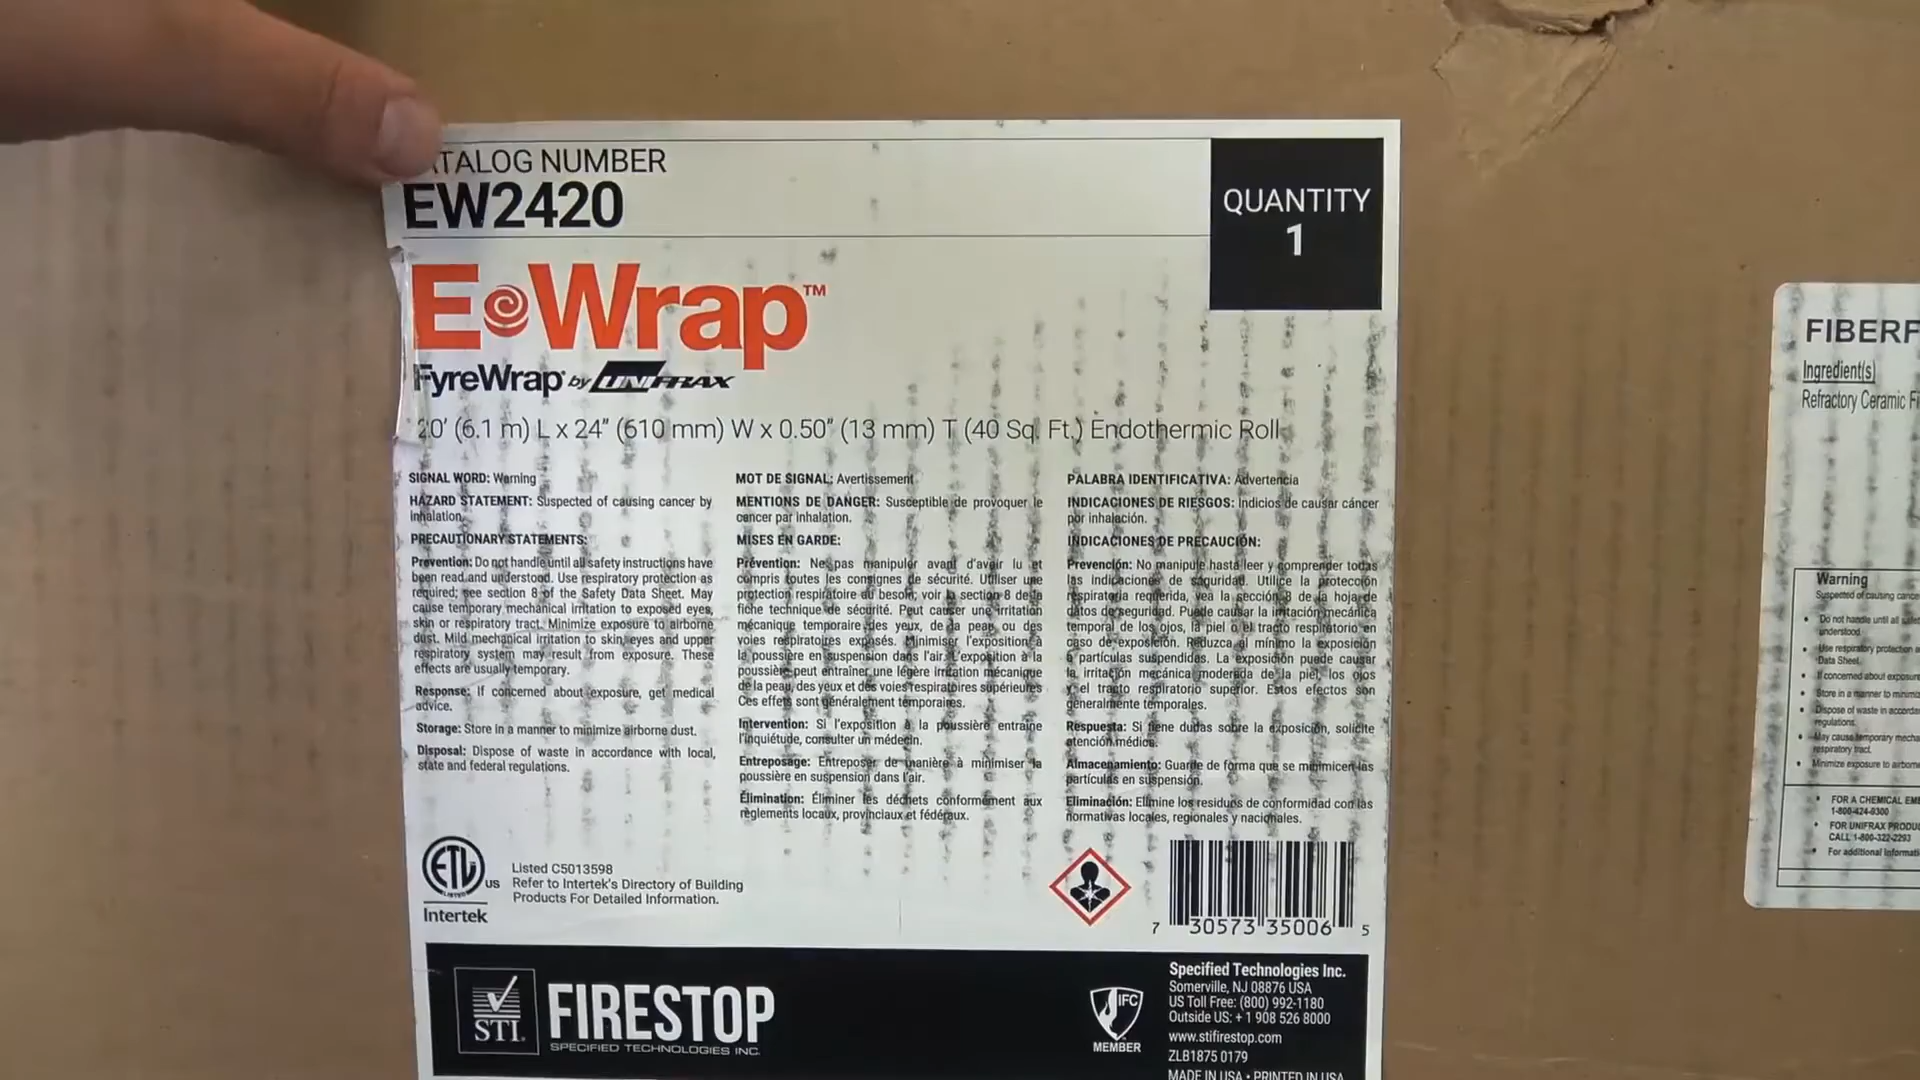 CATALOG NUMBER
EW2420
QUANTITY
1
E Wrap™
FyreWrap® by UNIFRAX
20' (6.1 m) L x 24" (610 mm) W x 0.50" (13 mm) T (40 Sq. Ft.) Endothermic Roll
SIGNAL WORD: Warning
HAZARD STATEMENT: Suspected of causing cancer by
inhalation.
PRECAUTIONARY STATEMENTS:
Prevention: Do not handle until all safety instructions have
been read and understood. Use respiratory protection as
required; see section 8 of the Safety Data Sheet. May
cause temporary mechanical irritation to exposed eyes,
skin or respiratory tract. Minimize exposure to airborne
dust. Mild mechanical irritation to skin, eyes and upper
respiratory system may result from exposure. These
effects are usually temporary.
Response: If concerned about exposure, get medical
advice.
Storage: Store in a manner to minimize airborne dust.
Disposal: Dispose of waste in accordance with local,
state and federal regulations.
MOT DE SIGNAL: Avertissement
MENTIONS DE DANGER: Susceptible de provoquer le
cancer par inhalation.
MISES EN GARDE:
Prévention: Ne pas manipuler avant d'avoir lu et
compris toutes les consignes de sécurité. Utiliser une
protection respiratoire au besoin; voir la section 8 de la
fiche technique de sécurité. Peut causer une irritation
mécanique temporaire des yeux, de la peau ou des
voies respiratoires exposés. Minimiser l'exposition à
la poussière en suspension dans l'air. L'exposition à la
poussière peut entraîner une légère irritation mécanique
de la peau, des yeux et des voies respiratoires supérieures
Ces effets sont généralement temporaires.
Intervention: Si l'exposition à la poussière entraîne
l'inquiétude, consulter un médecin.
Entreposage: Entreposer de manière à minimiser la
poussière en suspension dans l'air.
Élimination: Éliminer les déchets conformément aux
règlements locaux, provinciaux et fédéraux.
PALABRA IDENTIFICATIVA: Advertencia
INDICACIONES DE RIESGOS: Indicios de causar cáncer
por inhalación.
INDICACIONES DE PRECAUCIÓN:
Prevención: No manipule hasta leer y comprender todas
las indicaciones de seguridad. Utilice la protección
respiratoria requerida, vea la sección 8 de la hoja de
datos de seguridad. Puede causar la irritación mecánica
temporal de los ojos, la piel o el tracto respiratorio en
caso de exposición. Reduzca al mínimo la exposición
a partículas suspendidas. La exposición puede causar
la irritación mecánica moderada de la piel, los ojos
y el tracto respiratorio superior. Estos efectos son
generalmente temporales.
Respuesta: Si tiene dudas sobre la exposición, solicite
atención médica.
Almacenamiento: Guarde de forma que se minimicen las
partículas en suspensión.
Eliminación: Elimine los residuos de conformidad con las
normativas locales, regionales y nacionales.
ETL LISTED US
Intertek
Listed C5013598
Refer to Intertek's Directory of Building
Products For Detailed Information.
7 30573 35006 5
STI.
FIRESTOP
SPECIFIED TECHNOLOGIES INC.
IFC
MEMBER
Specified Technologies Inc.
Somerville, NJ 08876 USA
US Toll Free: (800) 992-1180
Outside US: + 1 908 526 8000
www.stifirestop.com
ZLB1875 0179
MADE IN USA • PRINTED IN USA
FIBERF
Ingredient(s)
Refractory Ceramic Fi
Warning
Suspected of causing cance
• Do not handle until all safet
understood.
• Use respiratory protection a
Data Sheet.
• If concerned about exposure
• Store in a manner to minimiz
• Dispose of waste in accorda
regulations.
• May cause temporary mecha
respiratory tract.
• Minimize exposure to airborne
• FOR A CHEMICAL EME
1-800-424-9300
• FOR UNIFRAX PRODU
CALL 1-800-322-2293
• For additional informati